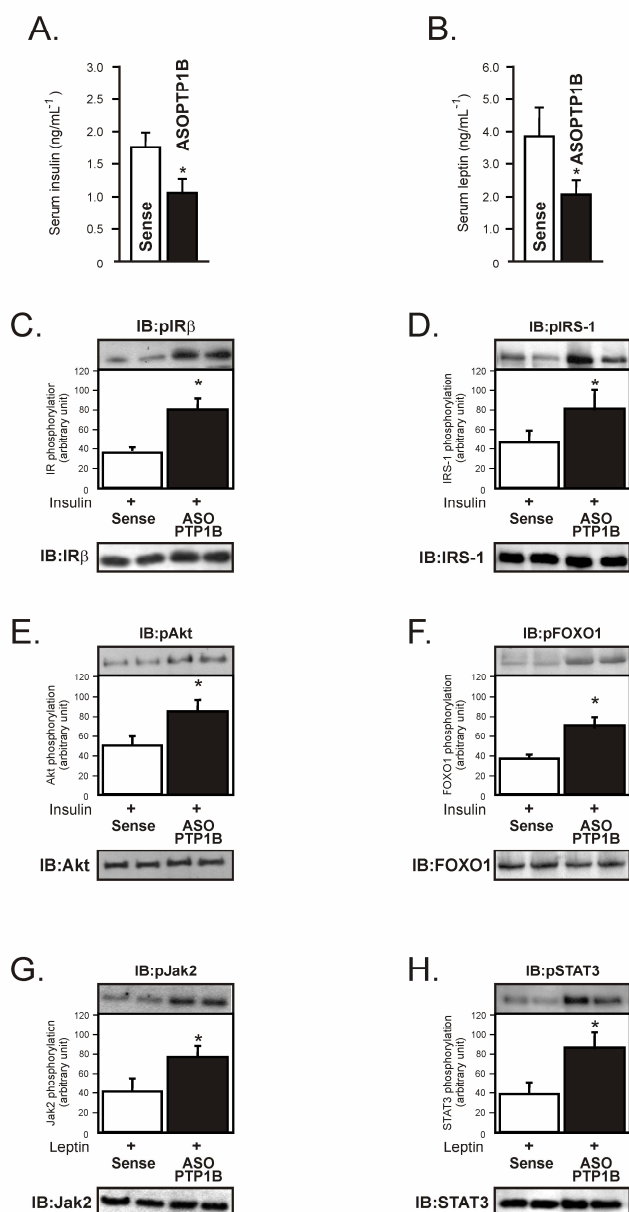 A.
3.0
2.5
2.0
1.5
1.0
0.5
0
Serum insulin (ng/mL⁻¹)
Sense
ASOPTP1B
*
B.
6.0
5.0
4.0
3.0
2.0
1.0
0
Serum leptin (ng/mL⁻¹)
Sense
ASOPTP1B
*
C.
IB:pIRβ
120
100
80
60
40
20
0
IR phosphorylation
(arbitrary unit)
*
Insulin + +
Sense ASO
PTP1B
IB:IRβ
D.
IB:pIRS-1
120
100
80
60
40
20
0
IRS-1 phosphorylation
(arbitrary unit)
*
Insulin + +
Sense ASO
PTP1B
IB:IRS-1
E.
IB:pAkt
120
100
80
60
40
20
0
Akt phosphorylation
(arbitrary unit)
*
Insulin + +
Sense ASO
PTP1B
IB:Akt
F.
IB:pFOXO1
120
100
80
60
40
20
0
FOXO1 phosphorylation
(arbitrary unit)
*
Insulin + +
Sense ASO
PTP1B
IB:FOXO1
G.
IB:pJak2
120
100
80
60
40
20
0
Jak2 phosphorylation
(arbitrary unit)
*
Leptin + +
Sense ASO
PTP1B
IB:Jak2
H.
IB:pSTAT3
120
100
80
60
40
20
0
STAT3 phosphorylation
(arbitrary unit)
*
Leptin + +
Sense ASO
PTP1B
IB:STAT3